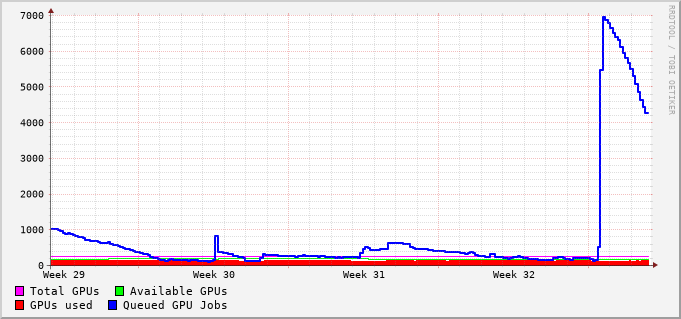 7000
6000
5000
4000
3000
2000
1000
0
Week 29 Week 30 Week 31 Week 32
Total GPUs Available GPUs
GPUs used Queued GPU Jobs
RRDTOOL / TOBI OETIKER